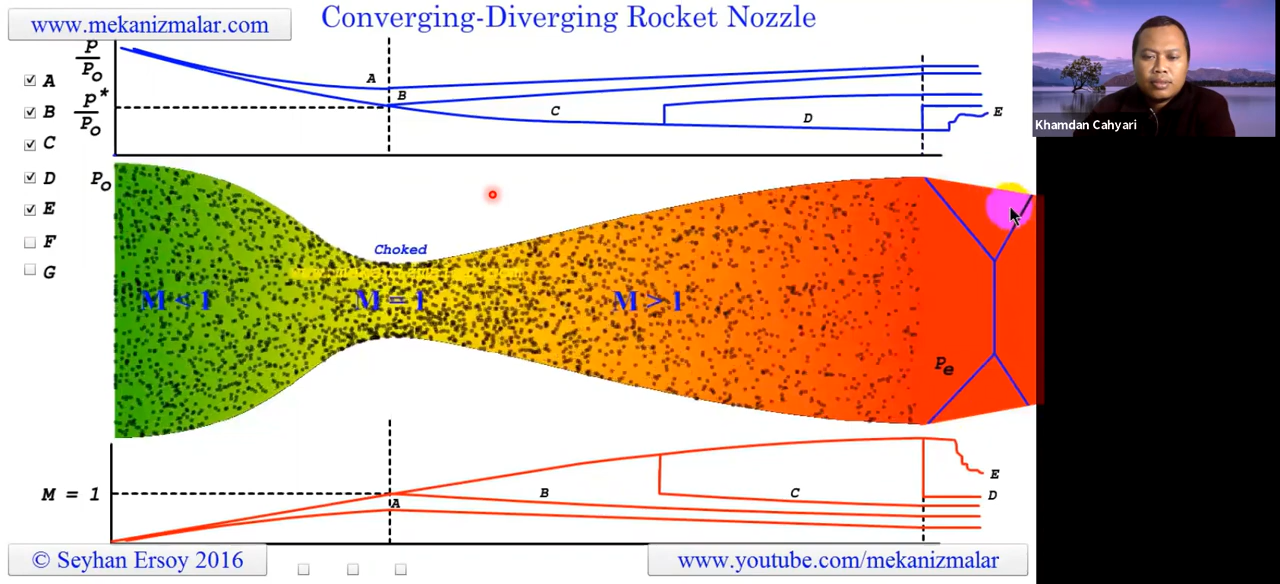 www.mekanizmalar.com
Converging-Diverging Rocket Nozzle
P
Po
P*
Po
A
B
C
D
E
F
G
A
B
C
D
E
Khamdan Cahyari
Po
Choked
M < 1
M = 1
M > 1
Pe
M = 1
A
B
C
E
D
© Seyhan Ersoy 2016
www.youtube.com/mekanizmalar